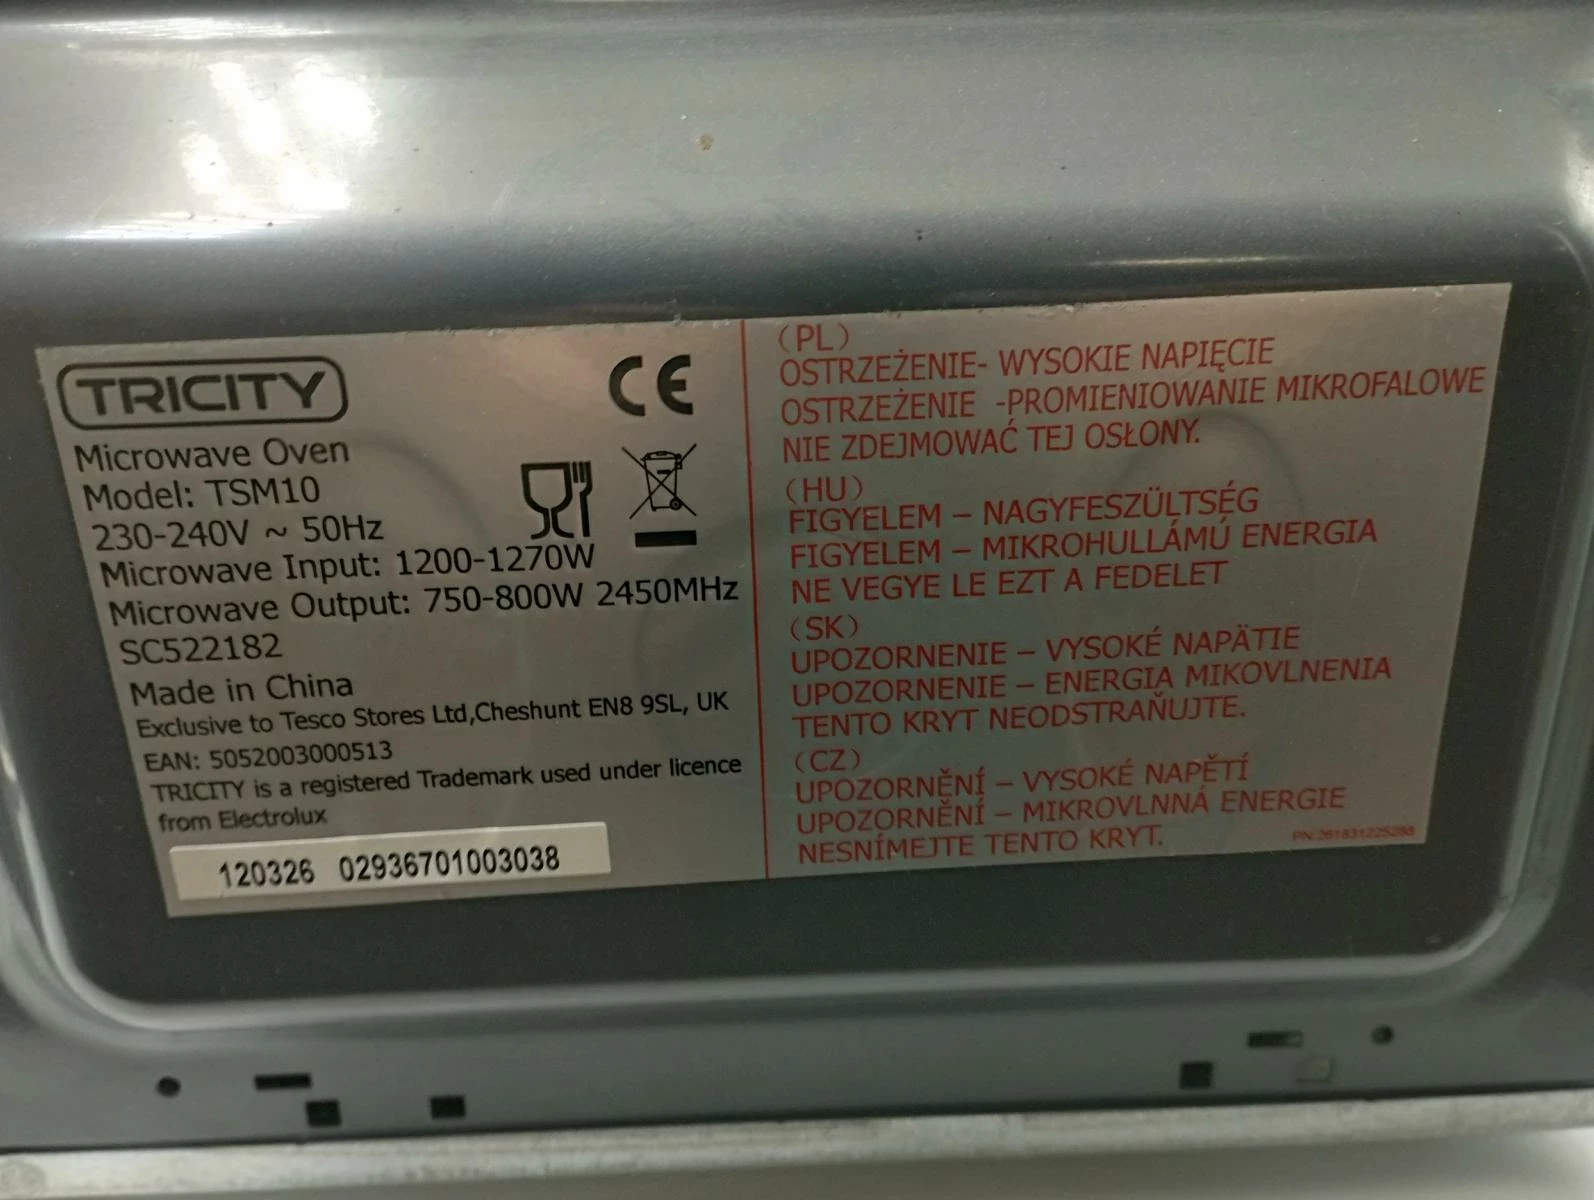 TRICITY
CE
Microwave Oven
Model: TSM10
230-240V ~ 50Hz
Microwave Input: 1200-1270W
Microwave Output: 750-800W 2450MHz
SC522182
Made in China
Exclusive to Tesco Stores Ltd,Cheshunt EN8 9SL, UK
EAN: 5052003000513
TRICITY is a registered Trademark used under licence
from Electrolux
120326 02936701003038
(PL)
OSTRZEŻENIE- WYSOKIE NAPIĘCIE
OSTRZEŻENIE -PROMIENIOWANIE MIKROFALOWE
NIE ZDEJMOWAĆ TEJ OSŁONY.
(HU)
FIGYELEM – NAGYFESZÜLTSÉG
FIGYELEM – MIKROHULLÁMÚ ENERGIA
NE VEGYE LE EZT A FEDELET
(SK)
UPOZORNENIE – VYSOKÉ NAPÄTIE
UPOZORNENIE – ENERGIA MIKOVLNENIA
TENTO KRYT NEODSTRAŇUJTE.
(CZ)
UPOZORNĚNÍ – VYSOKÉ NAPĚTÍ
UPOZORNĚNÍ – MIKROVLNNÁ ENERGIE
NESNÍMEJTE TENTO KRYT.